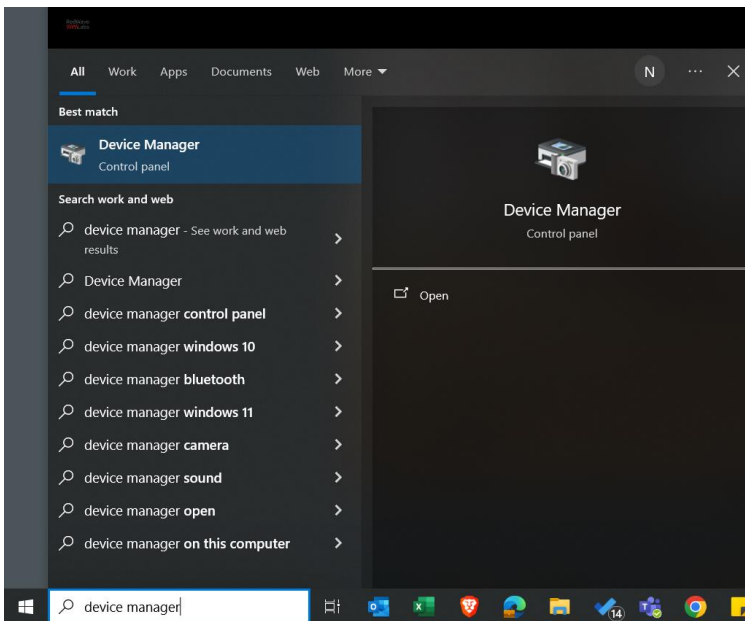 All Work Apps Documents Web More N ...
Best match
Device Manager
Control panel
Search work and web
device manager - See work and web
results
Device Manager
device manager control panel
device manager windows 10
device manager bluetooth
device manager windows 11
device manager camera
device manager sound
device manager open
device manager on this computer
Device Manager
Control panel
Open
device manager
14